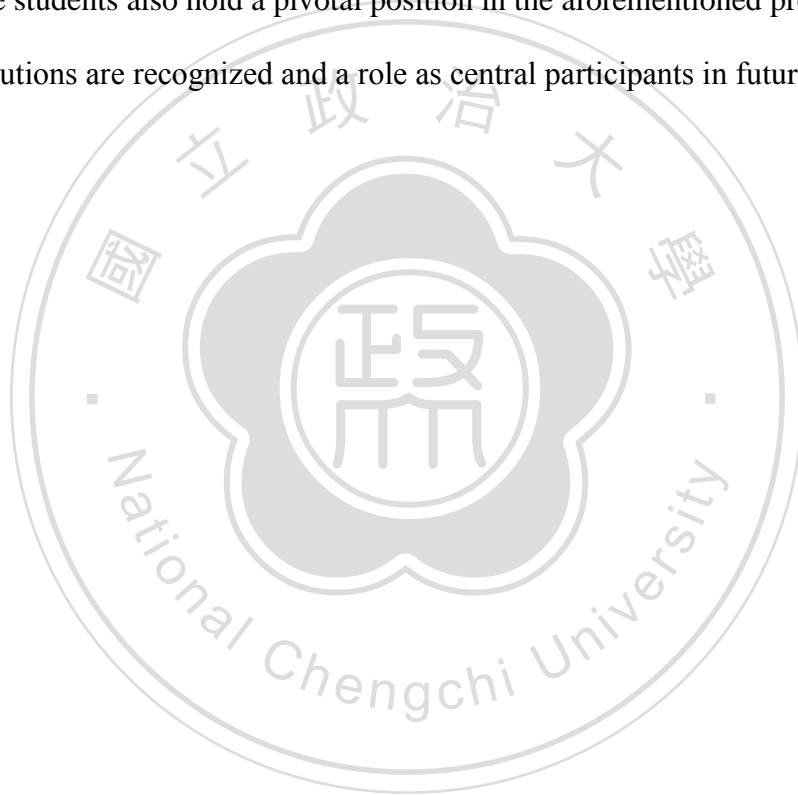 e students also hold a pivotal position in the aforementioned pr
utions are recognized and a role as central participants in futur
國立政治大學
政
National Chengchi University